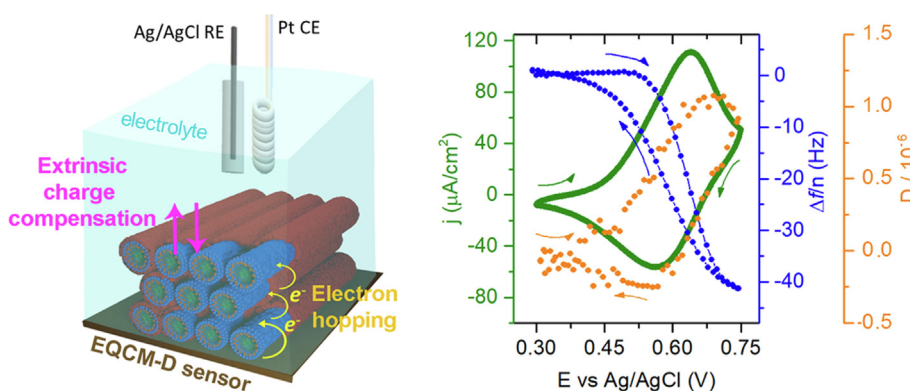 Ag/AgCl RE
Pt CE
electrolyte
Extrinsic
charge
compensation
e-
e-
Electron
hopping
EQCM-D sensor
j (µA/cm²)
120
80
40
0
-40
-80
0.30
0.45
0.60
0.75
E vs Ag/AgCl (V)
0
-10
-20
-30
-40
Δf/n (Hz)
1.5
1.0
0.5
0.0
-0.5
D / 10⁻⁶